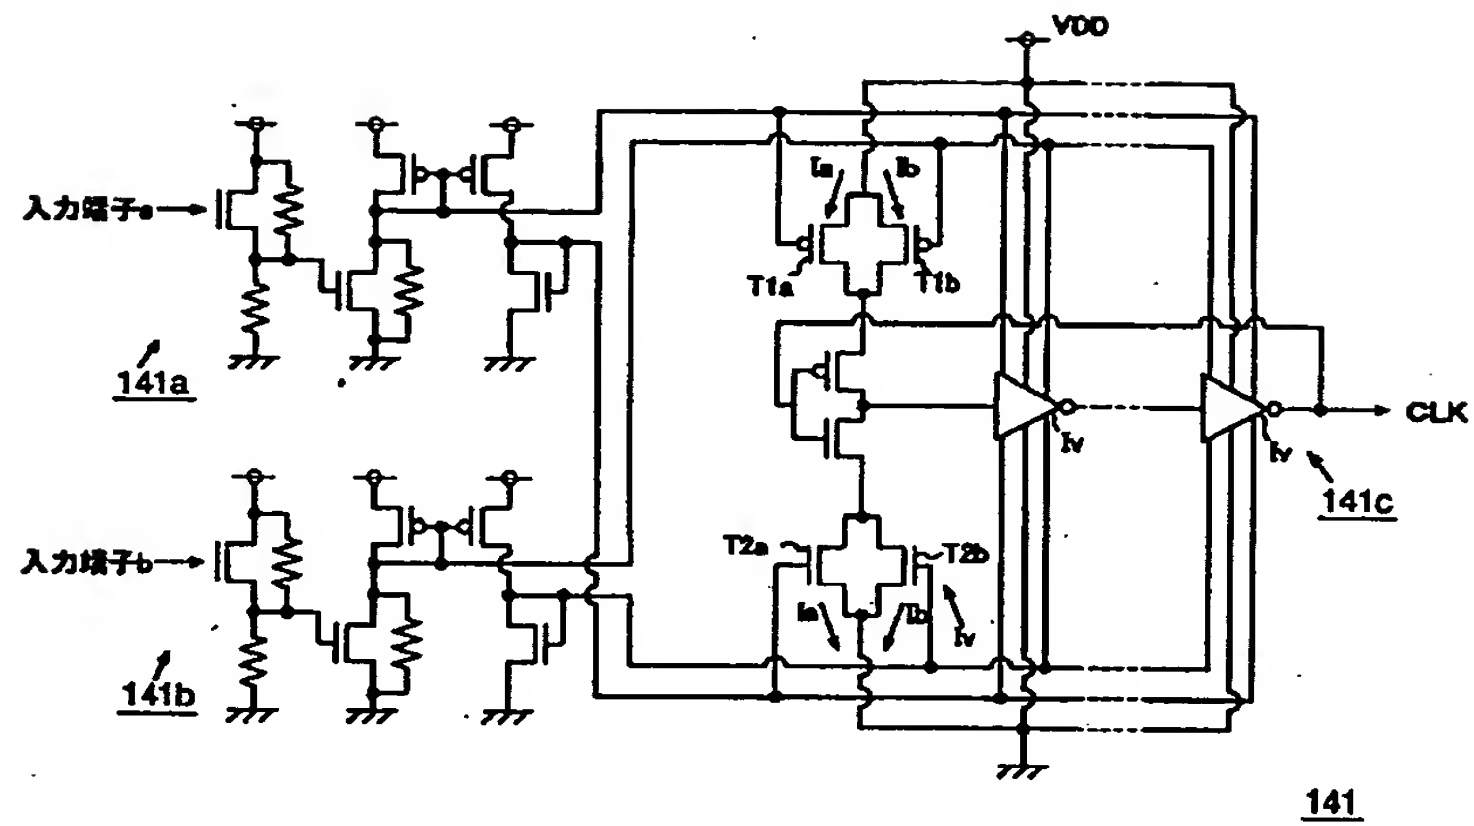 VDD
入力端子a
Ia
Ib
T1a
T1b
141a
CLK
Iv
Iv
141c
入力端子b
T2a
T2b
Ia
Ib
Iv
141b
141